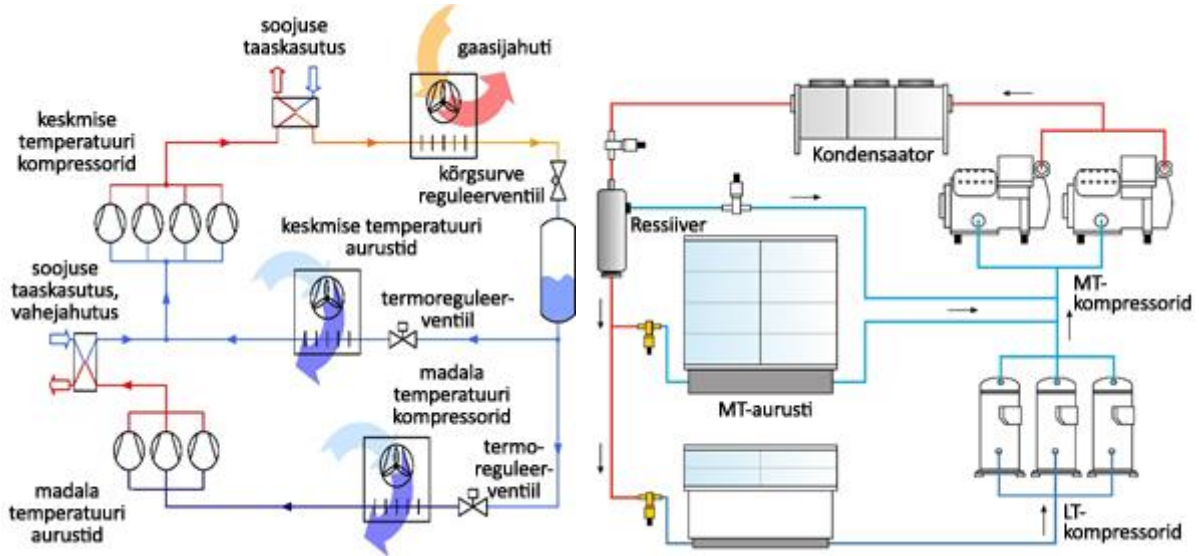 soojuse
taaskasutus
gaasijahuti
keskmise
temperatuuri
kompressorid
kõrgsurve
reguleerventiil
keskmise temperatuuri
aurustid
soojuse
taaskasutus,
vahejahutus
termoreguleer-
ventiil
madala
temperatuuri
kompressorid
termo-
reguleer-
ventiil
madala
temperatuuri
aurustid
Kondensaator
Ressiiver
MT-
kompressorid
MT-aurusti
LT-
kompressorid